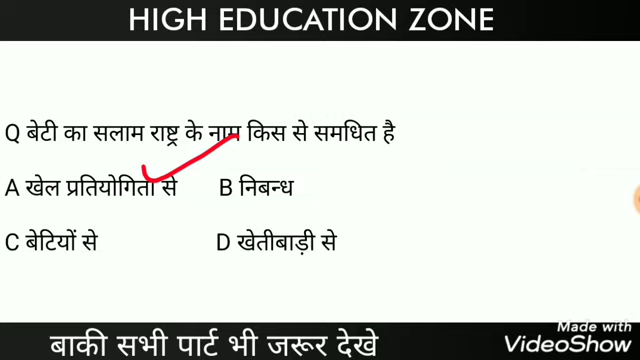 HIGH EDUCATION ZONE
Q बेटी का सलाम राष्ट्र के नाम किस से समधित है
A खेल प्रतियोगिता से B निबन्ध
C बेटियों से D खेतीबाड़ी से
बाकी सभी पार्ट भी जरूर देखे
Made with
VideoShow